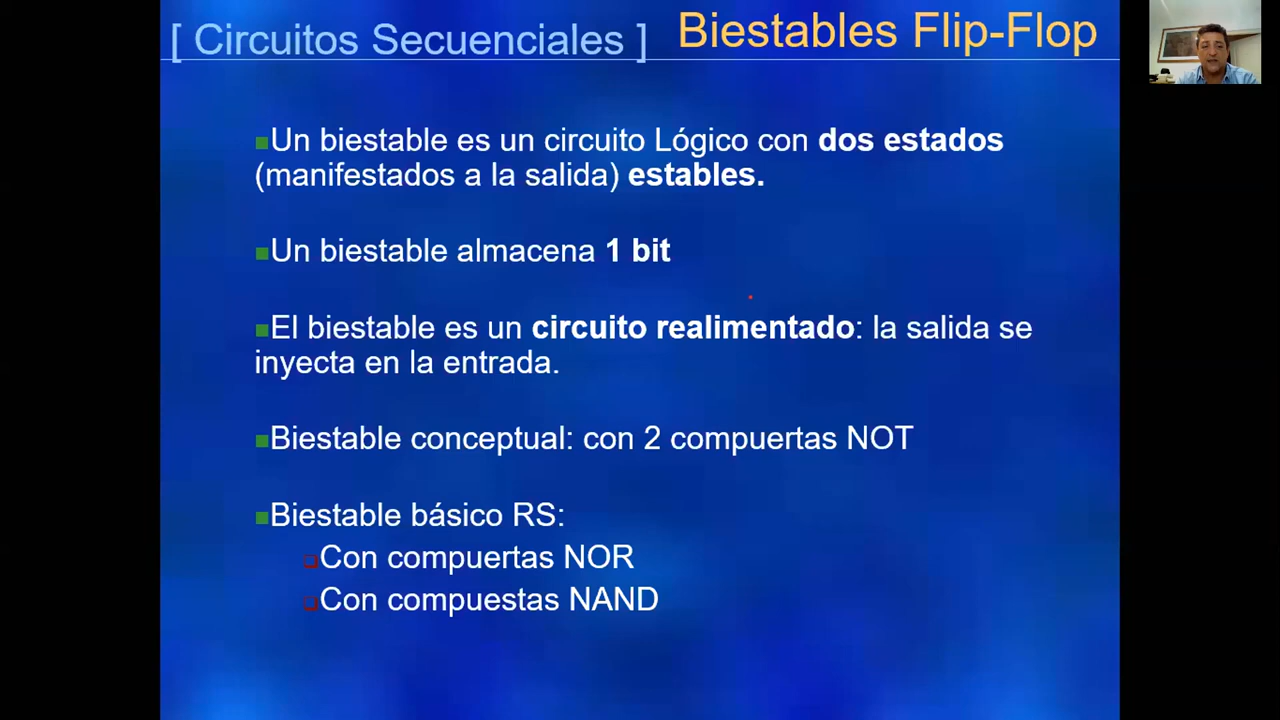 [ Circuitos Secuenciales ] Biestables Flip-Flop
Un biestable es un circuito Lógico con dos estados
(manifestados a la salida) estables.
Un biestable almacena 1 bit
El biestable es un circuito realimentado: la salida se
inyecta en la entrada.
Biestable conceptual: con 2 compuertas NOT
Biestable básico RS:
Con compuertas NOR
Con compuestas NAND